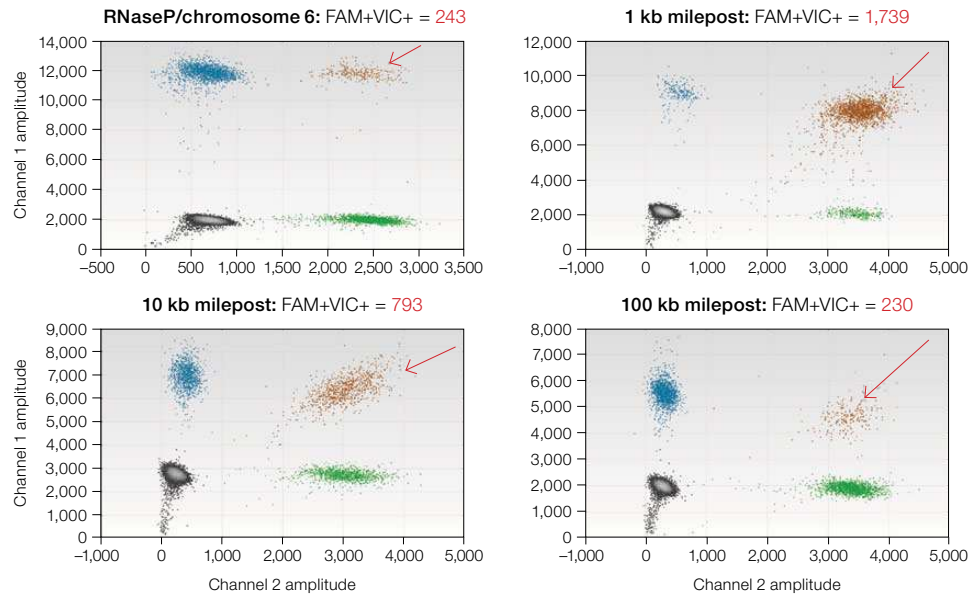 RNaseP/chromosome 6: FAM+VIC+ = 243
Channel 1 amplitude
14,000
12,000
10,000
8,000
6,000
4,000
2,000
0
–500 0 500 1,000 1,500 2,000 2,500 3,000 3,500
1 kb milepost: FAM+VIC+ = 1,739
12,000
10,000
8,000
6,000
4,000
2,000
0
–1,000 0 1,000 2,000 3,000 4,000 5,000
10 kb milepost: FAM+VIC+ = 793
Channel 1 amplitude
9,000
8,000
7,000
6,000
5,000
4,000
3,000
2,000
1,000
0
–1,000 0 1,000 2,000 3,000 4,000 5,000
Channel 2 amplitude
100 kb milepost: FAM+VIC+ = 230
8,000
7,000
6,000
5,000
4,000
3,000
2,000
1,000
0
–1,000 0 1,000 2,000 3,000 4,000 5,000
Channel 2 amplitude